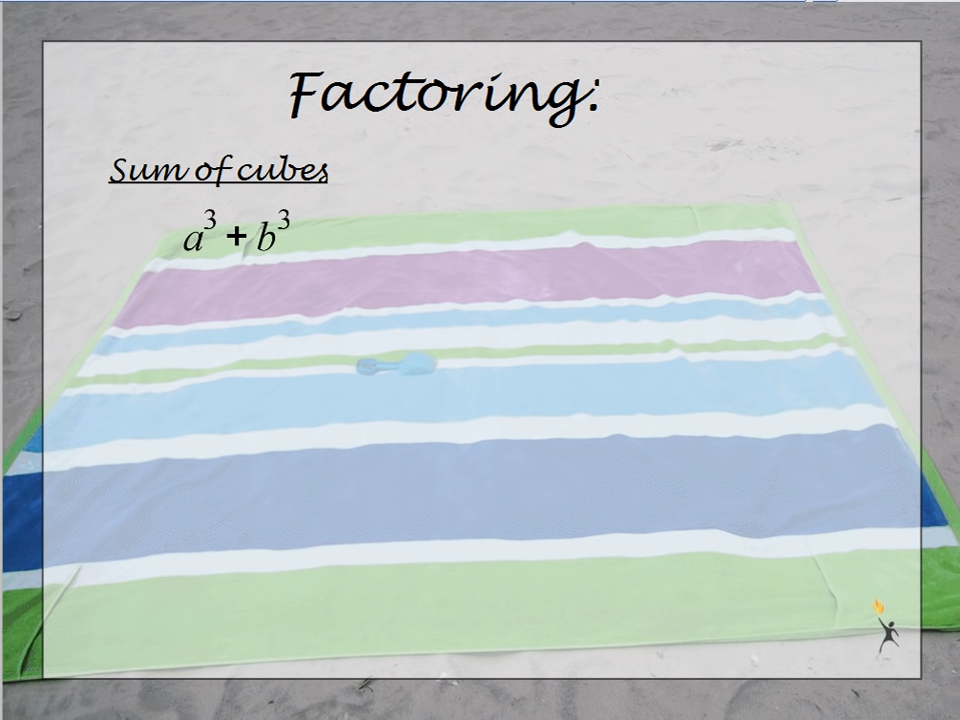 Factoring:
Sum of cubes
a³ + b³